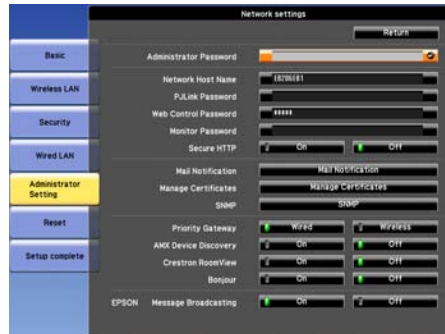 Network settings
Return
Basic
Wireless LAN
Security
Wired LAN
Administrator Setting
Reset
Setup complete
Administrator Password
Network Host Name EB206EB1
PJLink Password
Web Control Password *****
Monitor Password
Secure HTTP On Off
Mail Notification Mail Notification
Manage Certificates Manage Certificates
SNMP SNMP
Priority Gateway Wired Wireless
AMX Device Discovery On Off
Crestron RoomView On Off
Bonjour On Off
EPSON Message Broadcasting On Off